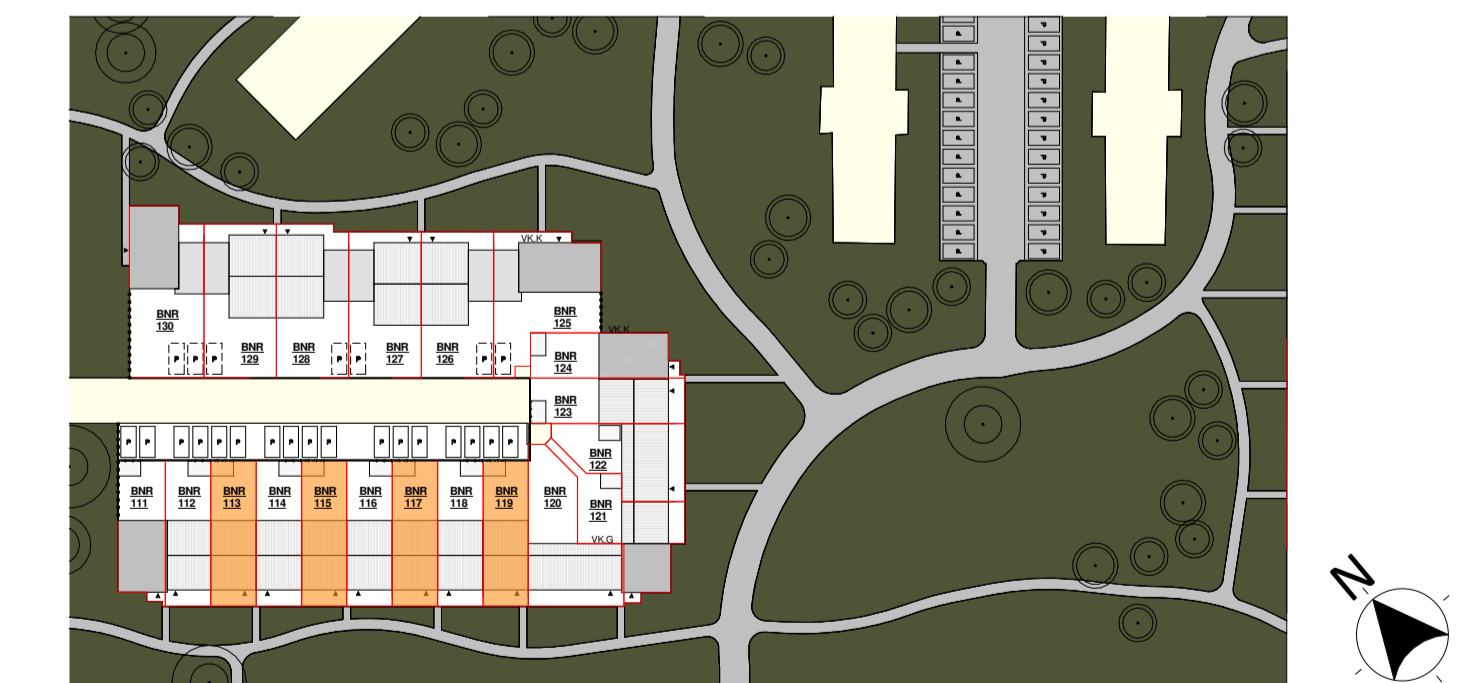 VK.K
BNR
130
BNR
129
BNR
128
BNR
127
BNR
126
BNR
125
VK.K
BNR
124
BNR
123
BNR
122
BNR
121
VK.G
P P P P P P P
P P P P P P P P P P P P P P
BNR
111
BNR
112
BNR
113
BNR
114
BNR
115
BNR
116
BNR
117
BNR
118
BNR
119
BNR
120
N